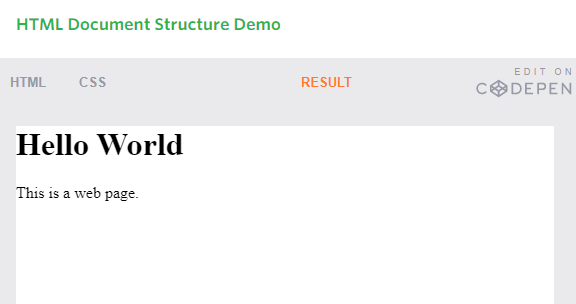 HTML Document Structure Demo
EDIT ON
HTML CSS RESULT CODEPEN
Hello World
This is a web page.